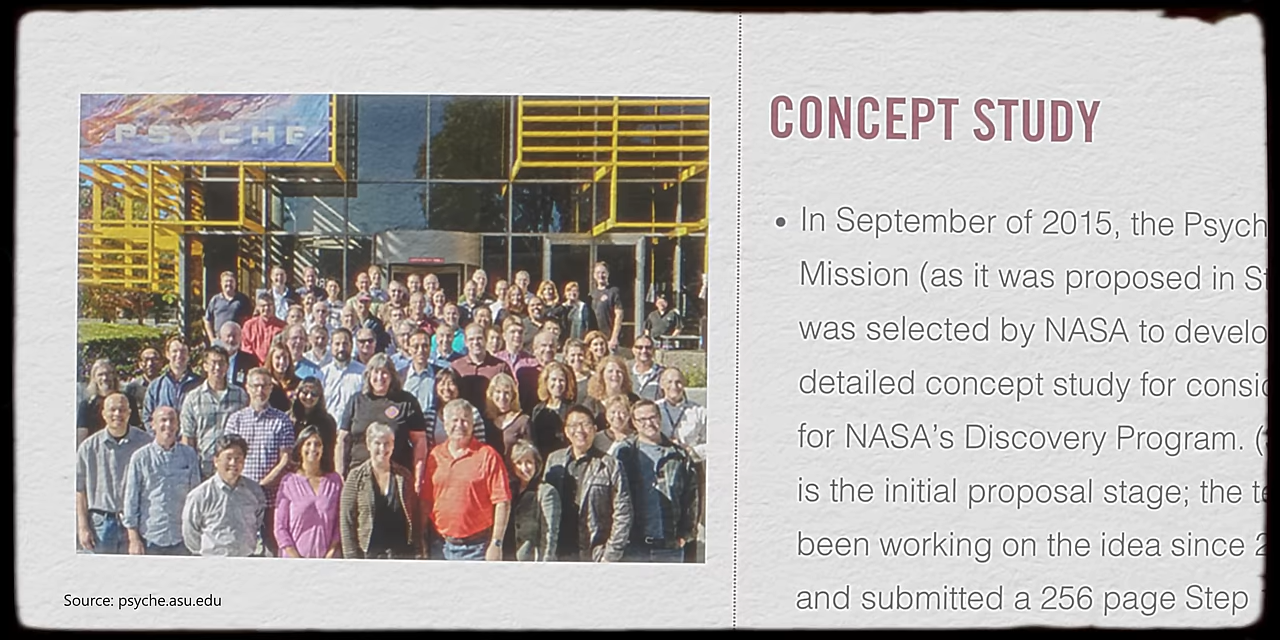 PSYCHE
CONCEPT STUDY
• In September of 2015, the Psych
Mission (as it was proposed in St
was selected by NASA to develo
detailed concept study for consid
for NASA's Discovery Program. (
is the initial proposal stage; the te
been working on the idea since 2
and submitted a 256 page Step
Source: psyche.asu.edu